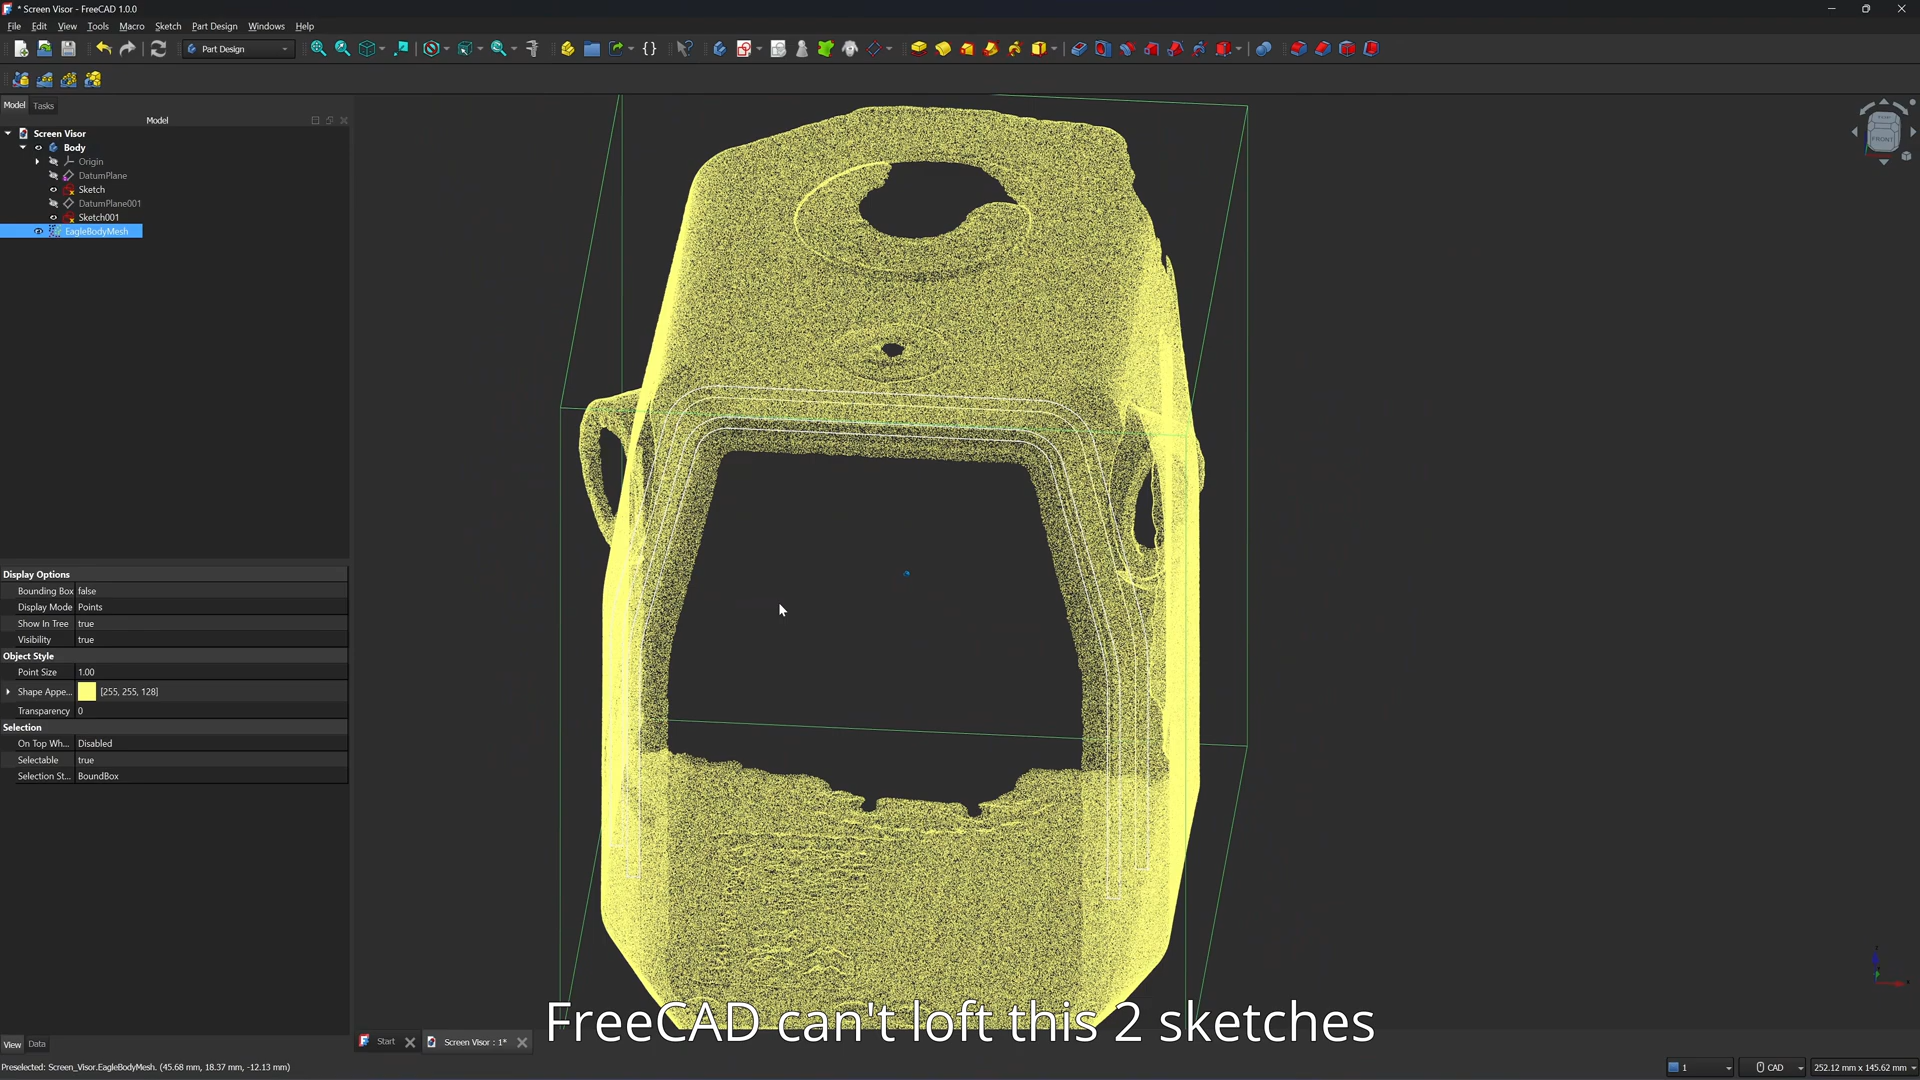 * Screen Visor - FreeCAD 1.0.0
File Edit View Tools Macro Sketch Part Design Windows Help
Part Design
Model Tasks
Model
Screen Visor
Body
Origin
DatumPlane
Sketch
DatumPlane001
Sketch001
EagleBodyMesh
TOP
FRONT
Display Options
Bounding Box false
Display Mode Points
Show In Tree true
Visibility true
Object Style
Point Size 1.00
Shape Appe... [255, 255, 128]
Transparency 0
Selection
On Top Wh... Disabled
Selectable true
Selection St... BoundBox
FreeCAD can't loft this 2 sketches
View Data
Start
Screen Visor : 1*
Preselected: Screen_Visor.EagleBodyMesh. (45.68 mm, 18.37 mm, -12.13 mm)
1
CAD
252.12 mm x 145.62 mm